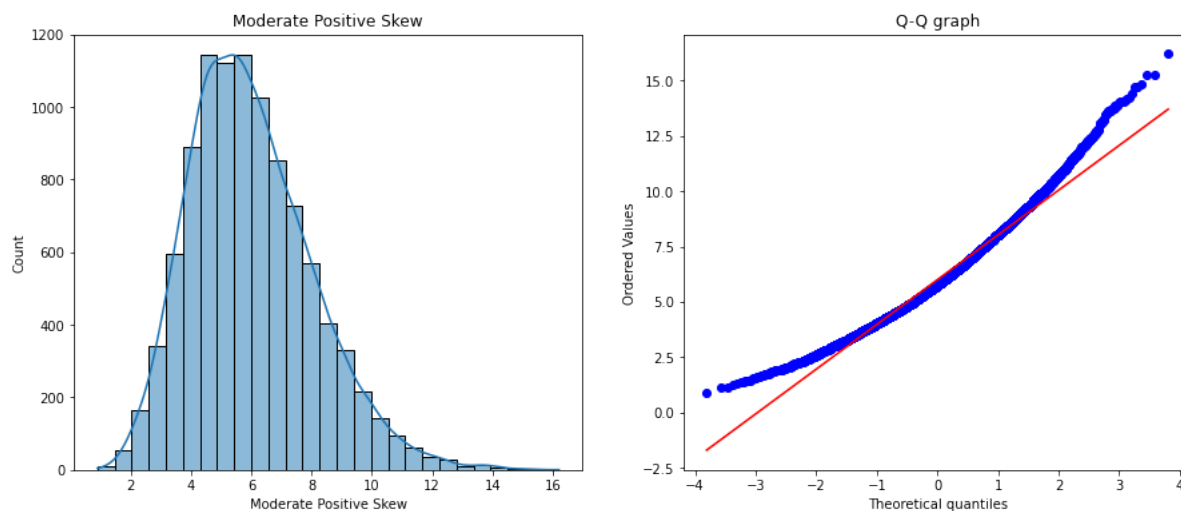 Moderate Positive Skew
1200
1000
800
600
400
200
0
Count
2 4 6 8 10 12 14 16
Moderate Positive Skew
Q-Q graph
15.0
12.5
10.0
7.5
5.0
2.5
0.0
−2.5
Ordered Values
−4 −3 −2 −1 0 1 2 3 4
Theoretical quantiles